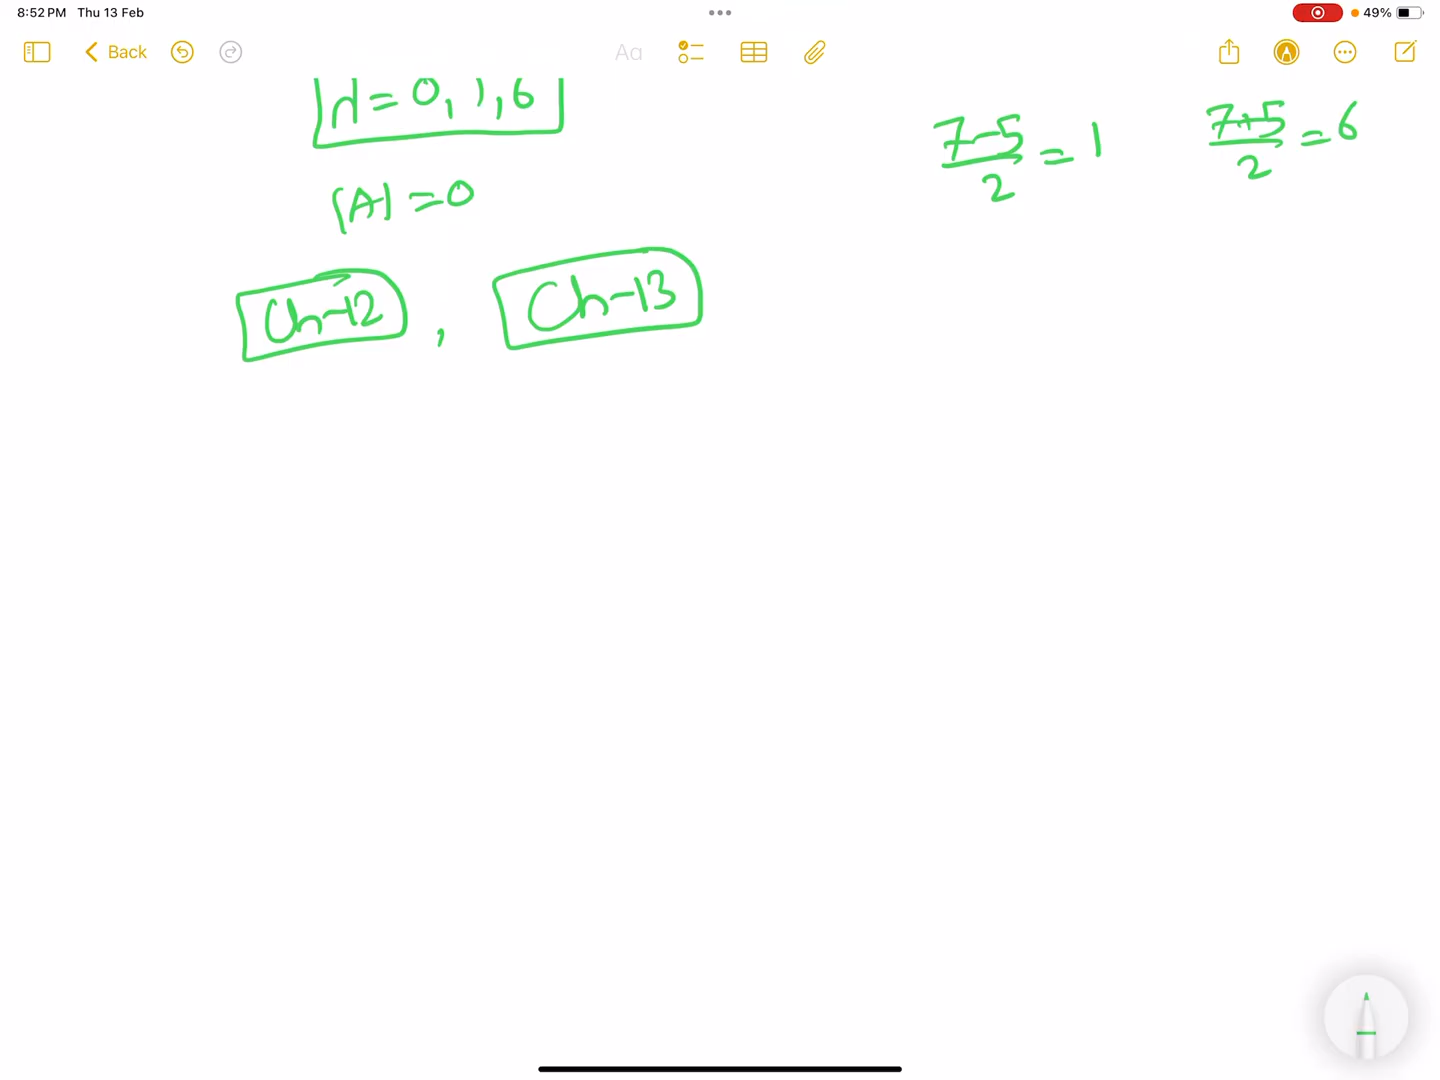 8:52 PM Thu 13 Feb
49%
Back
Aa
λ = 0, 1, 6
|A| = 0
Ch-12 , Ch-13
7-5/2 = 1
7+5/2 = 6